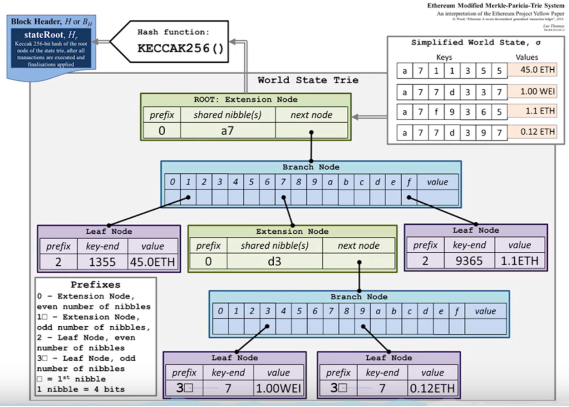 Ethereum Modified Merkle-Paricia-Trie System
An interpretation of the Ethereum Project Yellow Paper
Lee Thomas
Block Header, H or B_H
stateRoot, H_r
Keccak 256-bit hash of the root
node of the state trie, after all
transactions are executed and
finalisations applied
Hash function:
KECCAK256()
Simplified World State, σ
Keys Values
a 7 1 1 3 5 5 45.0 ETH
a 7 7 d 3 3 7 1.00 WEI
a 7 f 9 3 6 5 1.1 ETH
a 7 7 d 3 9 7 0.12 ETH
World State Trie
ROOT: Extension Node
prefix shared nibble(s) next node
0 a7
Branch Node
0 1 2 3 4 5 6 7 8 9 a b c d e f value
Leaf Node
prefix key-end value
2 1355 45.0ETH
Extension Node
prefix shared nibble(s) next node
0 d3
Leaf Node
prefix key-end value
2 9365 1.1ETH
Branch Node
0 1 2 3 4 5 6 7 8 9 a b c d e f value
Leaf Node
prefix key-end value
3□ 7 1.00WEI
Leaf Node
prefix key-end value
3□ 7 0.12ETH
Prefixes
0 - Extension Node,
even number of nibbles
1□ - Extension Node,
odd number of nibbles,
2 - Leaf Node, even
number of nibbles
3□ - Leaf Node, odd
number of nibbles
□ = 1st nibble
1 nibble = 4 bits